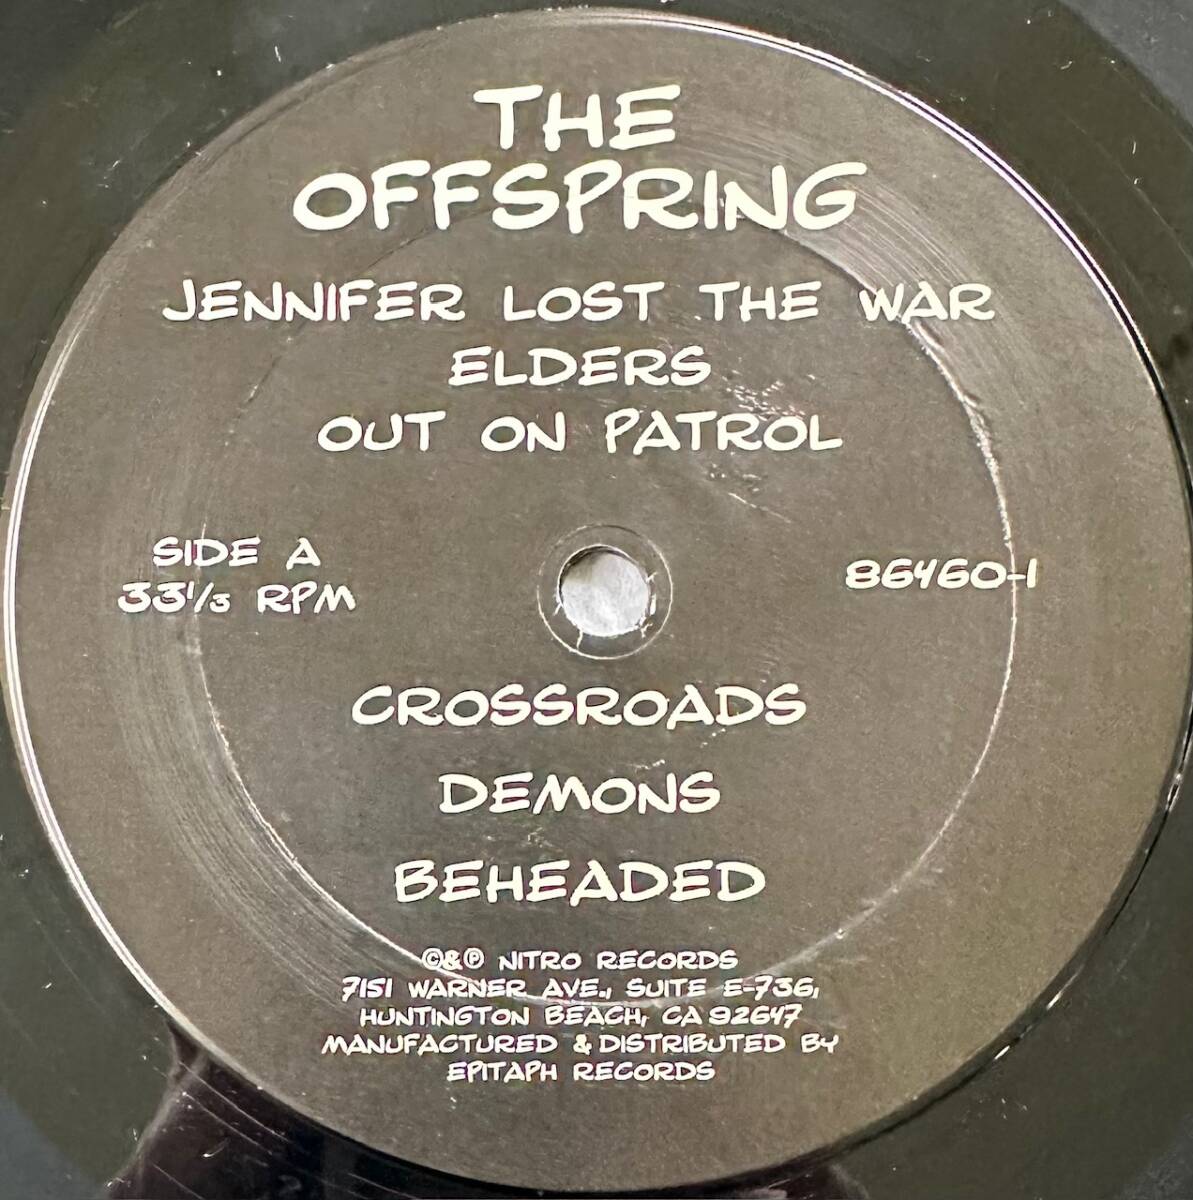 THE
OFFSPRING
JENNIFER LOST THE WAR
ELDERS
OUT ON PATROL
SIDE A
33⅓ RPM
86460-1
CROSSROADS
DEMONS
BEHEADED
©&℗ NITRO RECORDS
7151 WARNER AVE., SUITE E-736,
HUNTINGTON BEACH, CA 92647
MANUFACTURED & DISTRIBUTED BY
EPITAPH RECORDS